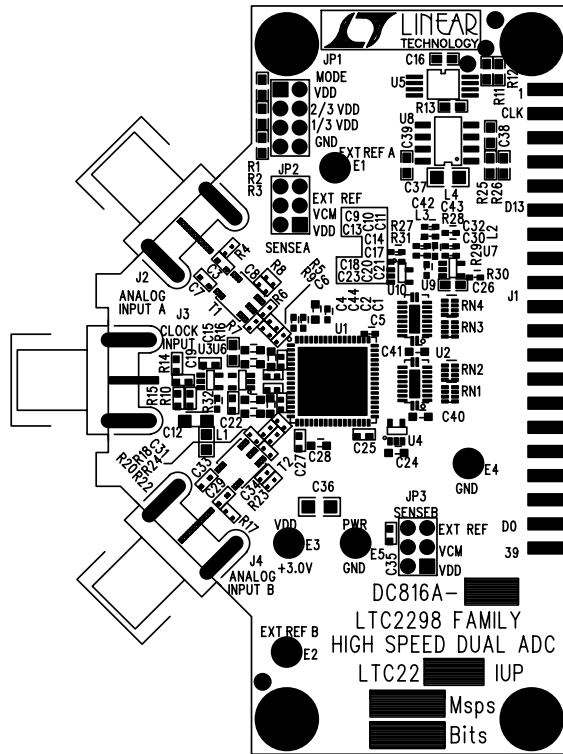 LINEAR
TECHNOLOGY
C16
R12
R11
JP1
MODE
VDD
2/3 VDD
1/3 VDD
GND
U5
R13
1
CLK
U8
C39
C38
R1
R2
R3
EXT REF A
E1
JP2
EXT REF
VCM
VDD
SENSEA
C37
L4
C43
C42
R25
R26
D13
C9
C13
C10
C11
C14
C17
C18
C23
R27
R31
L3
R28
C32
C30
L2
U7
R29
R30
U10
U9
C26
R4
C3
C7
T1
C8
R8
R5
R9
C6
R6
R7
J2
ANALOG
INPUT A
J3
CLOCK
INPUT
C15
R16
C19
U3
U6
R14
R15
R10
R32
C22
C12
L1
C4
C44
C2
C1
C5
U1
C41
U2
RN4
RN3
RN2
RN1
J1
C40
U4
C24
C25
C27
C28
R18
C31
R20
R24
R22
C33
C29
C34
R23
T2
R17
C36
E4
GND
VDD
E3
+3.0V
PWR
E5
GND
C35
JP3
SENSEB
EXT REF
VCM
VDD
D0
39
J4
ANALOG
INPUT B
EXT REF B
E2
DC816A-
LTC2298 FAMILY
HIGH SPEED DUAL ADC
LTC22 IUP
Msps
Bits